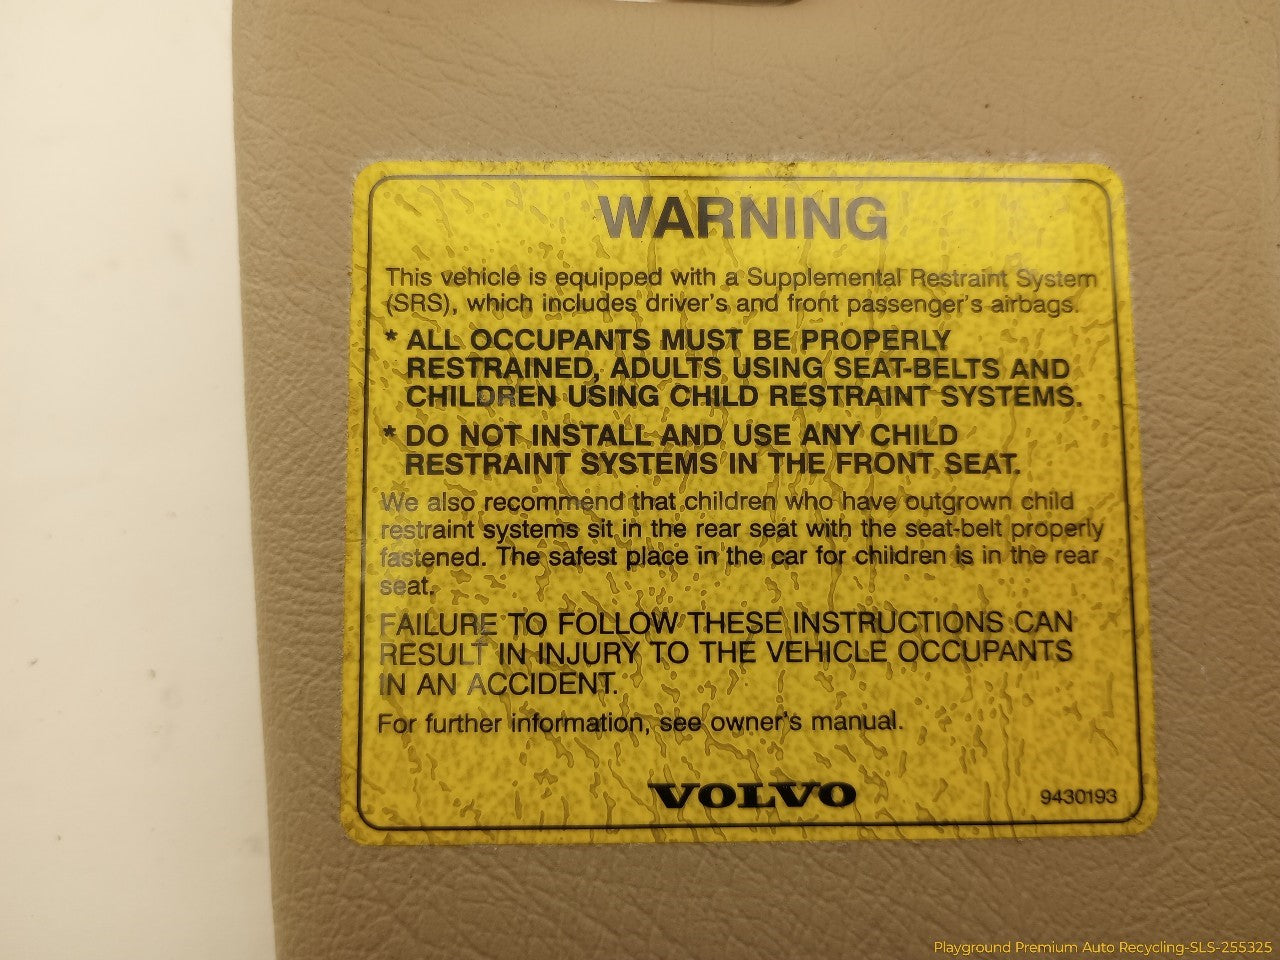 WARNING
This vehicle is equipped with a Supplemental Restraint System
(SRS), which includes driver's and front passenger's airbags.
* ALL OCCUPANTS MUST BE PROPERLY
RESTRAINED, ADULTS USING SEAT-BELTS AND
CHILDREN USING CHILD RESTRAINT SYSTEMS.
* DO NOT INSTALL AND USE ANY CHILD
RESTRAINT SYSTEMS IN THE FRONT SEAT.
We also recommend that children who have outgrown child
restraint systems sit in the rear seat with the seat-belt properly
fastened. The safest place in the car for children is in the rear
seat.
FAILURE TO FOLLOW THESE INSTRUCTIONS CAN
RESULT IN INJURY TO THE VEHICLE OCCUPANTS
IN AN ACCIDENT.
For further information, see owner's manual.
VOLVO
9430193
Playground Premium Auto Recycling-SLS-255325